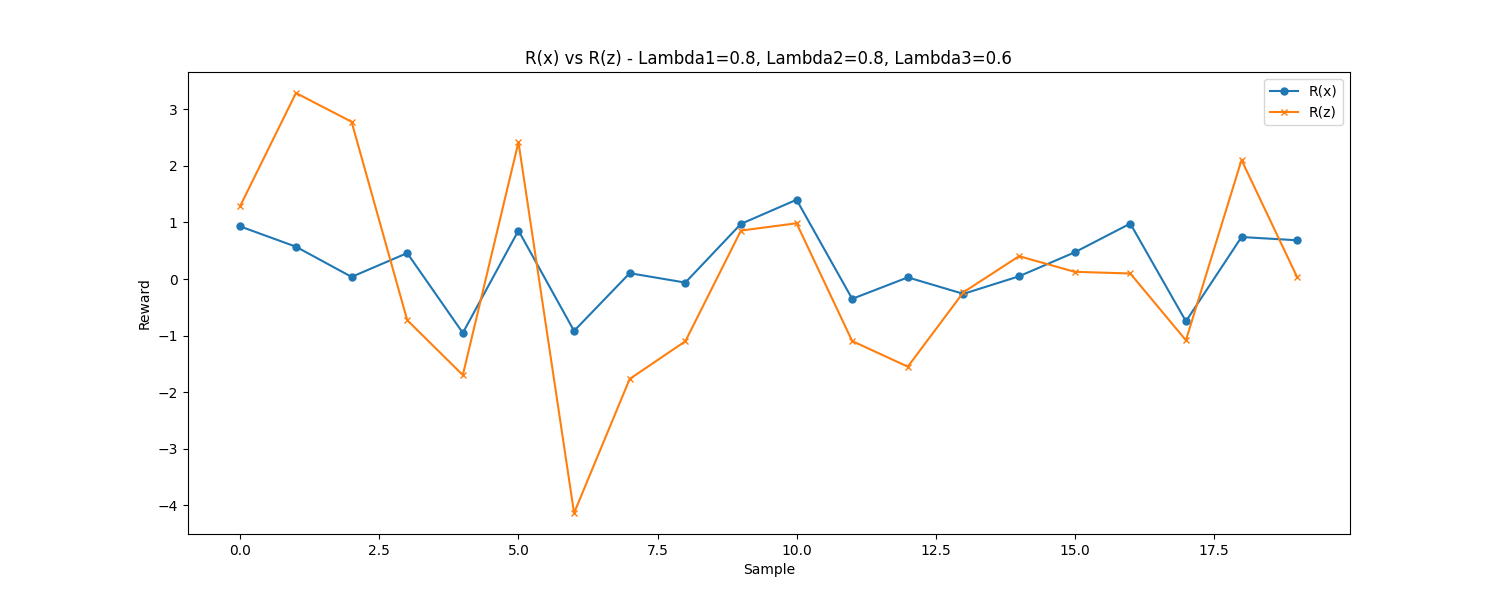 R(x) vs R(z) - Lambda1=0.8, Lambda2=0.8, Lambda3=0.6
R(x)
R(z)
3
2
1
0
−1
−2
−3
−4
Reward
0.0 2.5 5.0 7.5 10.0 12.5 15.0 17.5
Sample